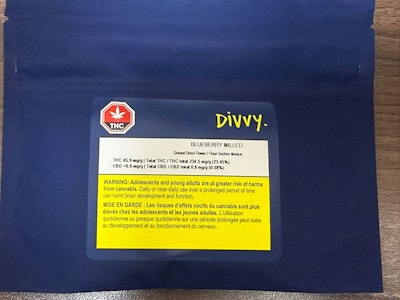 THC
Divvy.
BLUEBERRY MILLED
Ground Dried Flower / Fleur Séchée Moulue
THC 65.9 mg/g | Total THC / THC total 234.5 mg/g (23.45%)
CBD <0.8 mg/g | Total CBD / CBD total 0.8 mg/g (0.08%)
WARNING: Adolescents and young adults are at greater risk of harms
from cannabis. Daily or near-daily use over a prolonged period of time
can harm brain development and function.
MISE EN GARDE : Les risques d'effets nocifs du cannabis sont plus
élevés chez les adolescents et les jeunes adultes. L'utilisation
quotidienne ou presque quotidienne sur une période prolongée peut nuire
au développement et au fonctionnement du cerveau.